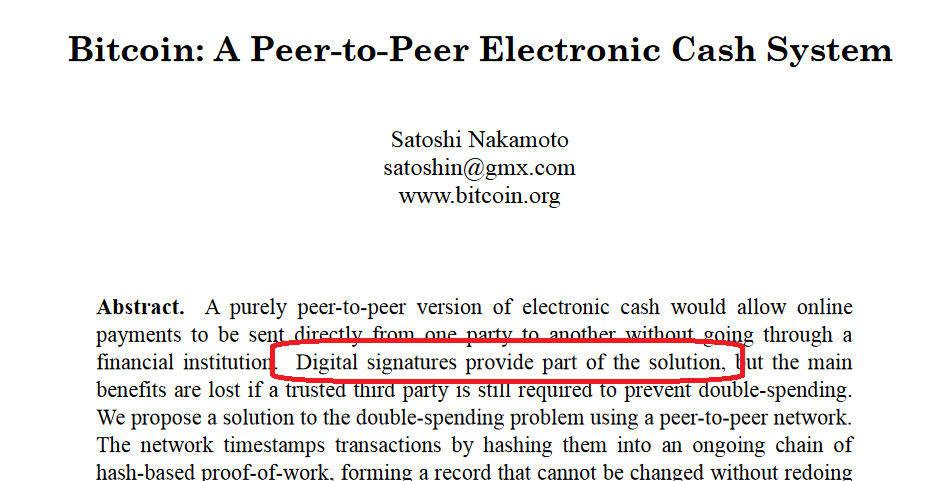 Bitcoin: A Peer-to-Peer Electronic Cash System
Satoshi Nakamoto
satoshin@gmx.com
www.bitcoin.org
Abstract. A purely peer-to-peer version of electronic cash would allow online
payments to be sent directly from one party to another without going through a
financial institution. Digital signatures provide part of the solution, but the main
benefits are lost if a trusted third party is still required to prevent double-spending.
We propose a solution to the double-spending problem using a peer-to-peer network.
The network timestamps transactions by hashing them into an ongoing chain of
hash-based proof-of-work, forming a record that cannot be changed without redoing